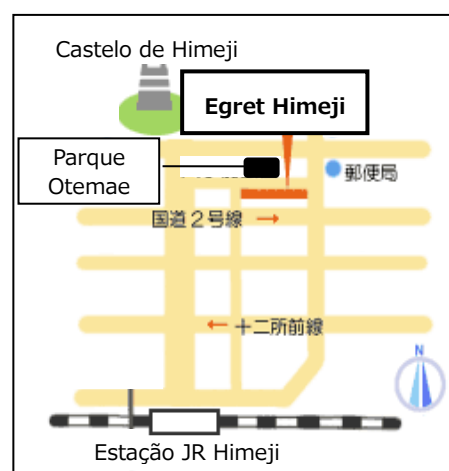 Castelo de Himeji
Egret Himeji
Parque
Otemae
郵便局
国道２号線 →
← 十二所前線
N
Estação JR Himeji